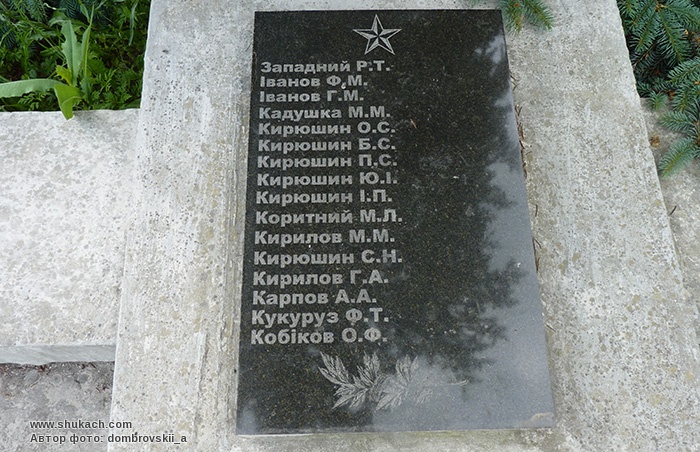 Западний Р.Т.
Іванов Ф.М.
Іванов Г.М.
Кадушка М.М.
Кирюшин О.С.
Кирюшин Б.С.
Кирюшин П.С.
Кирюшин Ю.І.
Кирюшин І.П.
Коритний М.Л.
Кирилов М.М.
Кирюшин С.Н.
Кирилов Г.А.
Карпов А.А.
Кукуруз Ф.Т.
Кобіков О.Ф.
www.shukach.com
Автор фото: dombrovskii_a